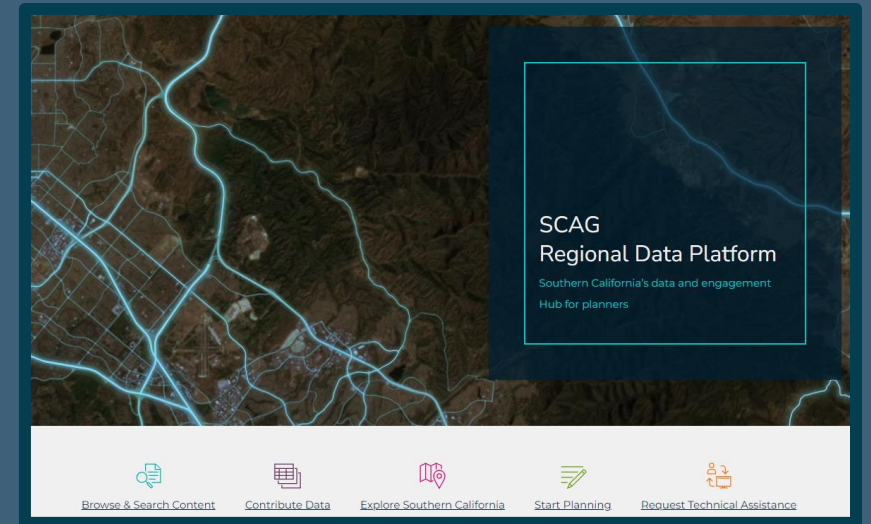 SCAG
Regional Data Platform
Southern California's data and engagement
Hub for planners
Browse & Search Content
Contribute Data
Explore Southern California
Start Planning
Request Technical Assistance